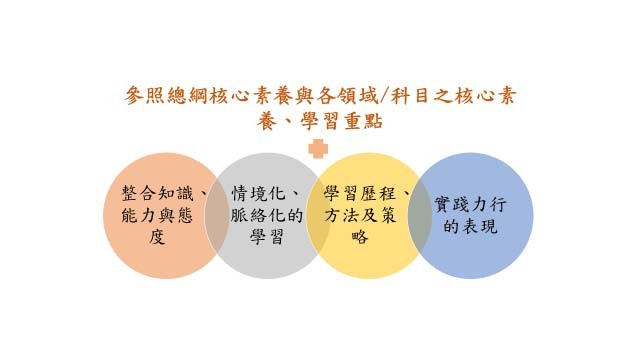 參照總綱核心素養與各領域/科目之核心素
養、學習重點
整合知識、
能力與態
度
情境化、
脈絡化的
學習
學習歷程、
方法及策
略
實踐力行
的表現